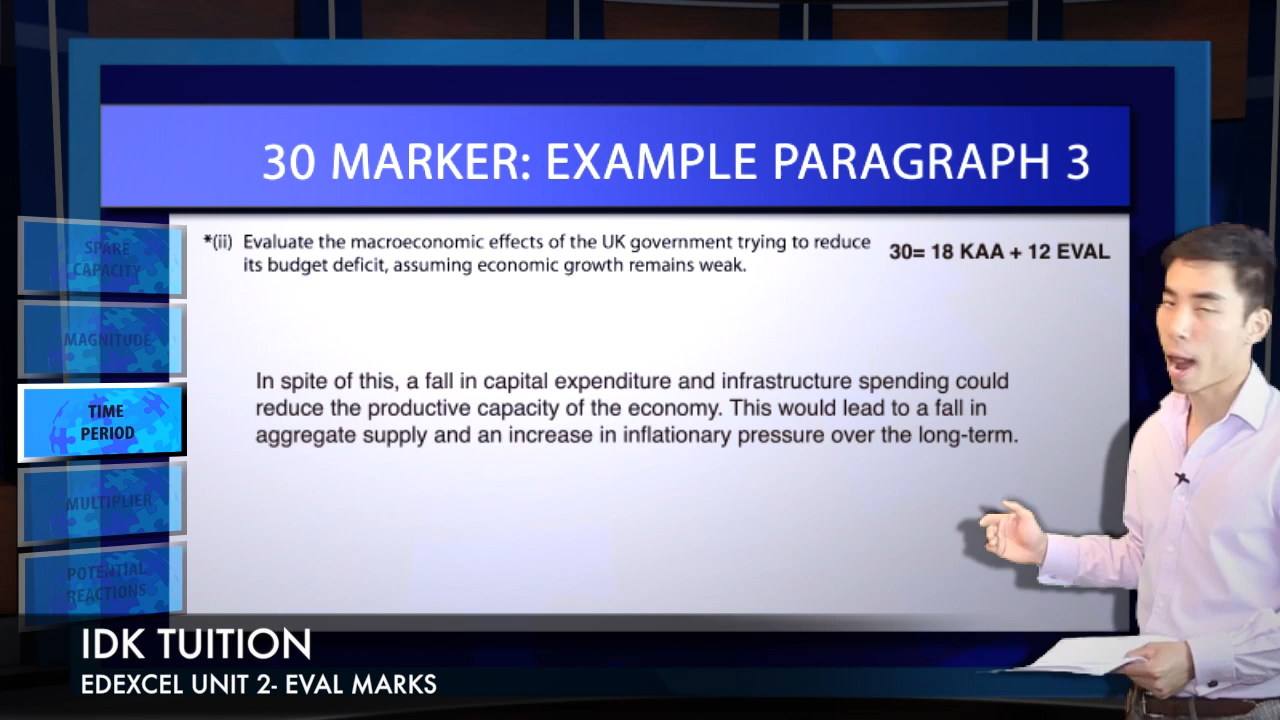 30 MARKER: EXAMPLE PARAGRAPH 3
*(ii) Evaluate the macroeconomic effects of the UK government trying to reduce
its budget deficit, assuming economic growth remains weak.
30= 18 KAA + 12 EVAL
SPARE
CAPACITY
MAGNITUDE
TIME
PERIOD
MULTIPLIER
POTENTIAL
REACTIONS
In spite of this, a fall in capital expenditure and infrastructure spending could
reduce the productive capacity of the economy. This would lead to a fall in
aggregate supply and an increase in inflationary pressure over the long-term.
IDK TUITION
EDEXCEL UNIT 2- EVAL MARKS